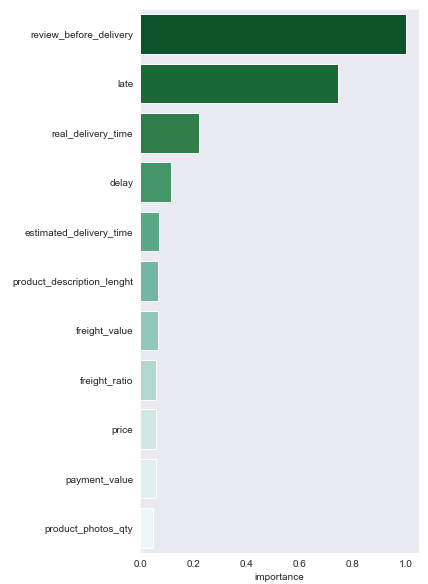 review_before_delivery
late
real_delivery_time
delay
estimated_delivery_time
product_description_lenght
freight_value
freight_ratio
price
payment_value
product_photos_qty
0.0 0.2 0.4 0.6 0.8 1.0
importance